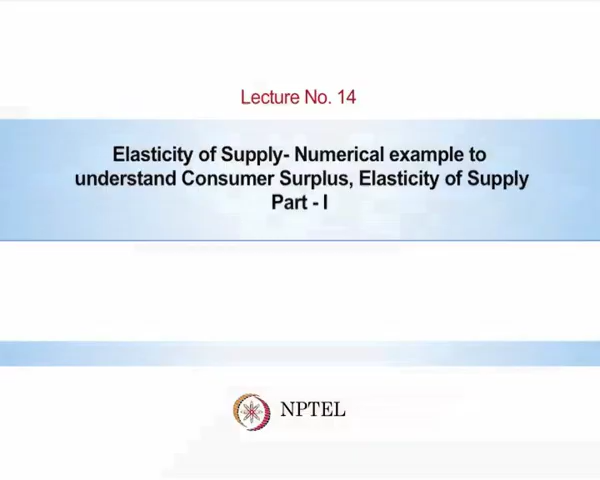 Lecture No. 14
Elasticity of Supply- Numerical example to
understand Consumer Surplus, Elasticity of Supply
Part - I
NPTEL